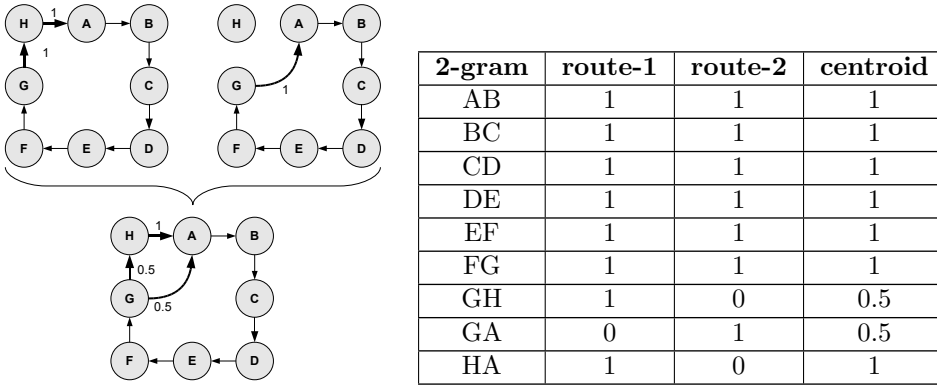 H 1 A B
1
G C
F E D
H A B
G 1 C
F E D
H 1 A B
0.5
G 0.5 C
F E D
2-gram route-1 route-2 centroid
AB 1 1 1
BC 1 1 1
CD 1 1 1
DE 1 1 1
EF 1 1 1
FG 1 1 1
GH 1 0 0.5
GA 0 1 0.5
HA 1 0 1